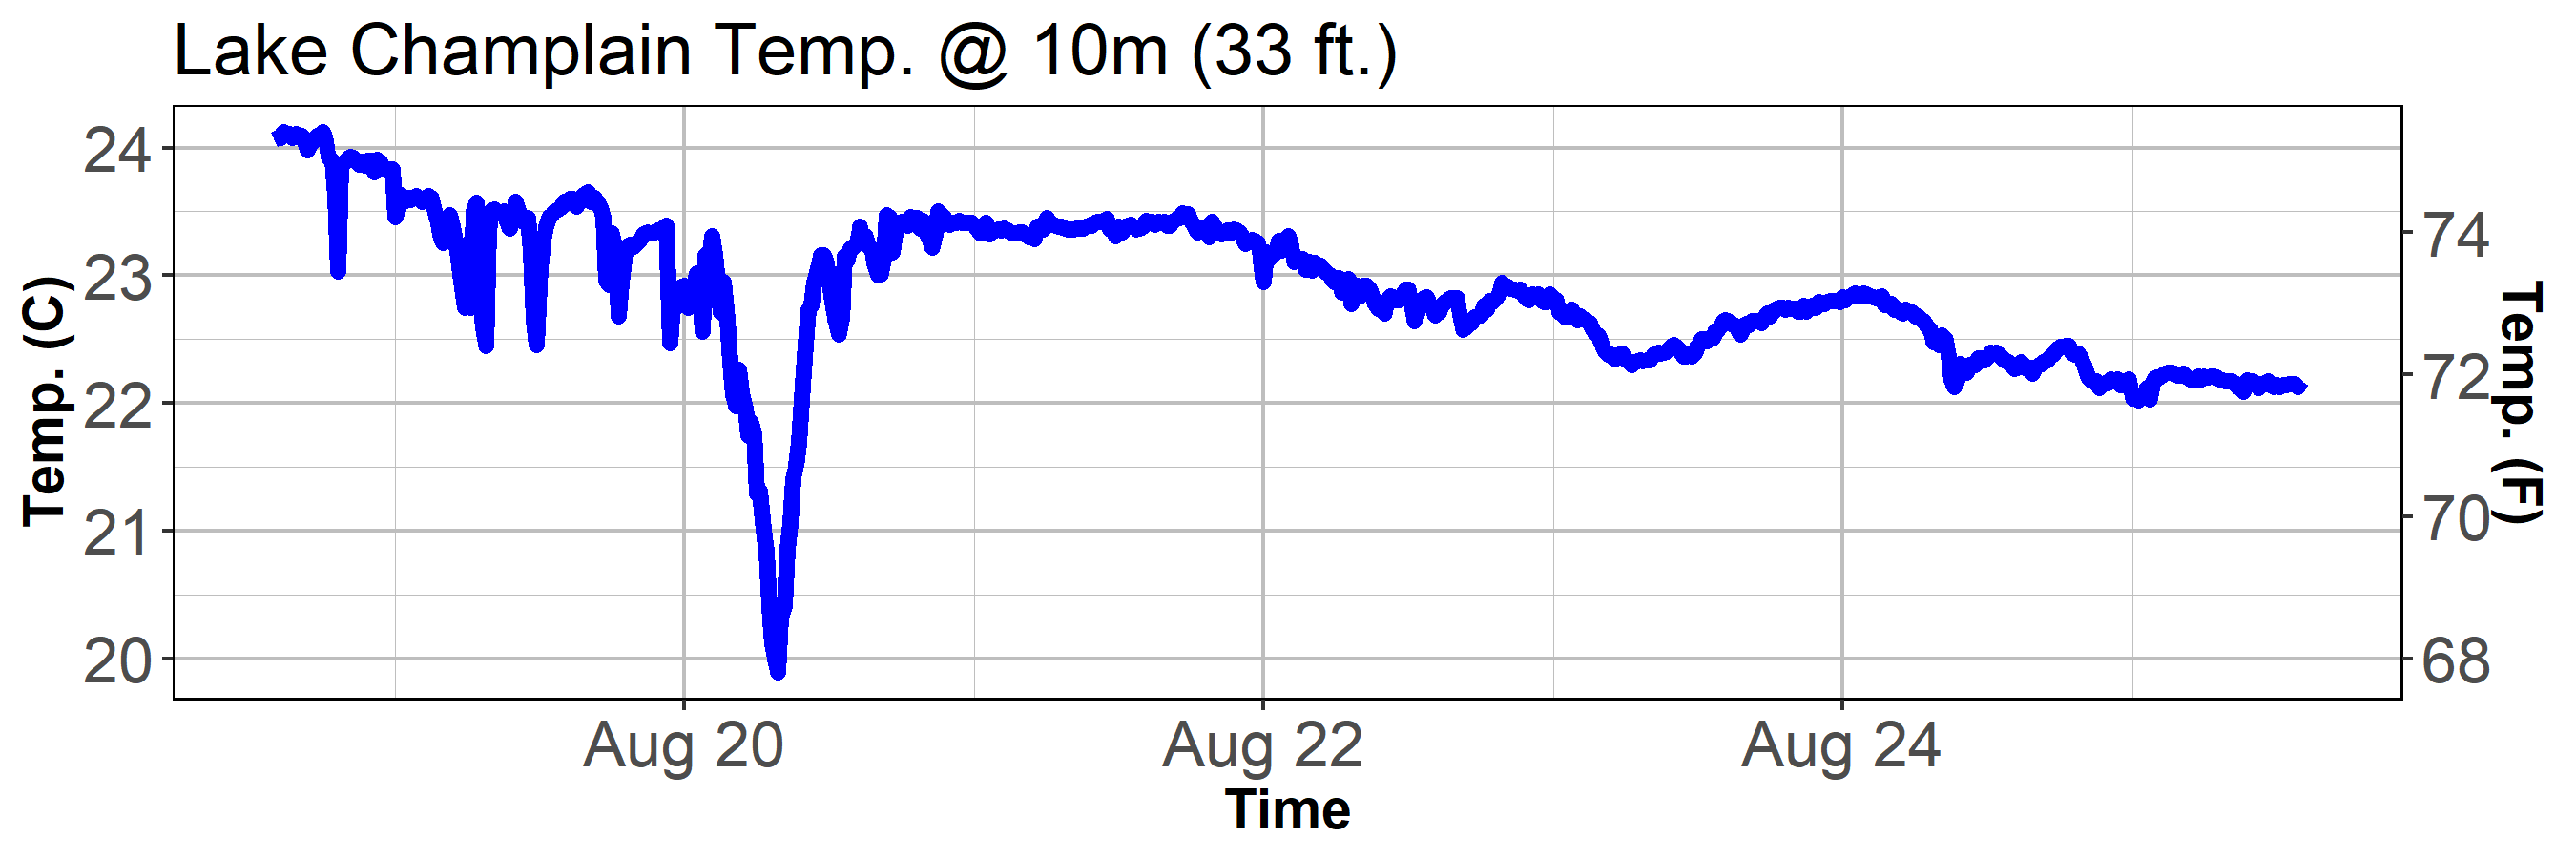 Lake Champlain Temp. @ 10m (33 ft.)
Temp. (C)
24
23
22
21
20
74
72
70
68
Temp. (F)
Aug 20 Aug 22 Aug 24
Time